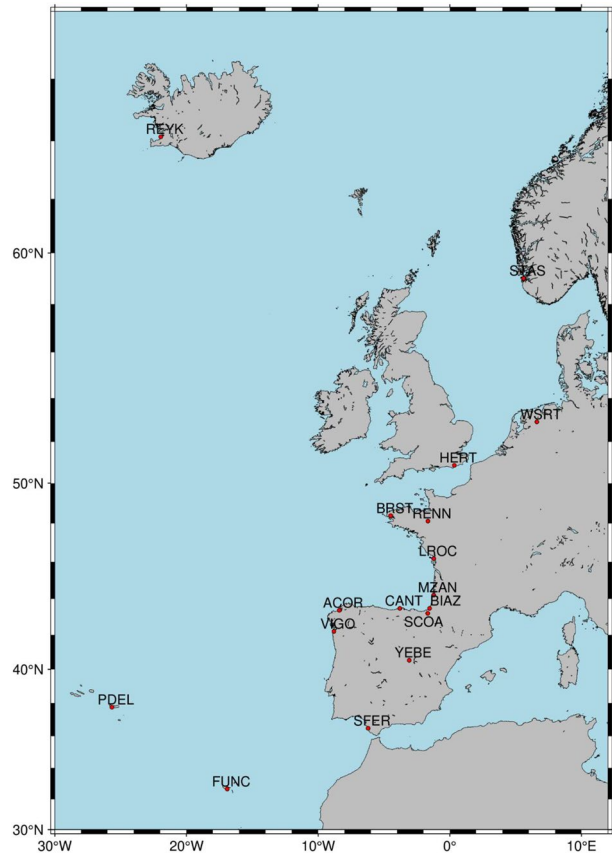 REYK
60°N
STAS
WSRT
HERT
50°N
BRST
RENN
LROC
MZAN
ACOR
CANT
BIAZ
SCOA
VIGO
YEBE
40°N
PDEL
SFER
FUNC
30°N
30°W
20°W
10°W
0°
10°E